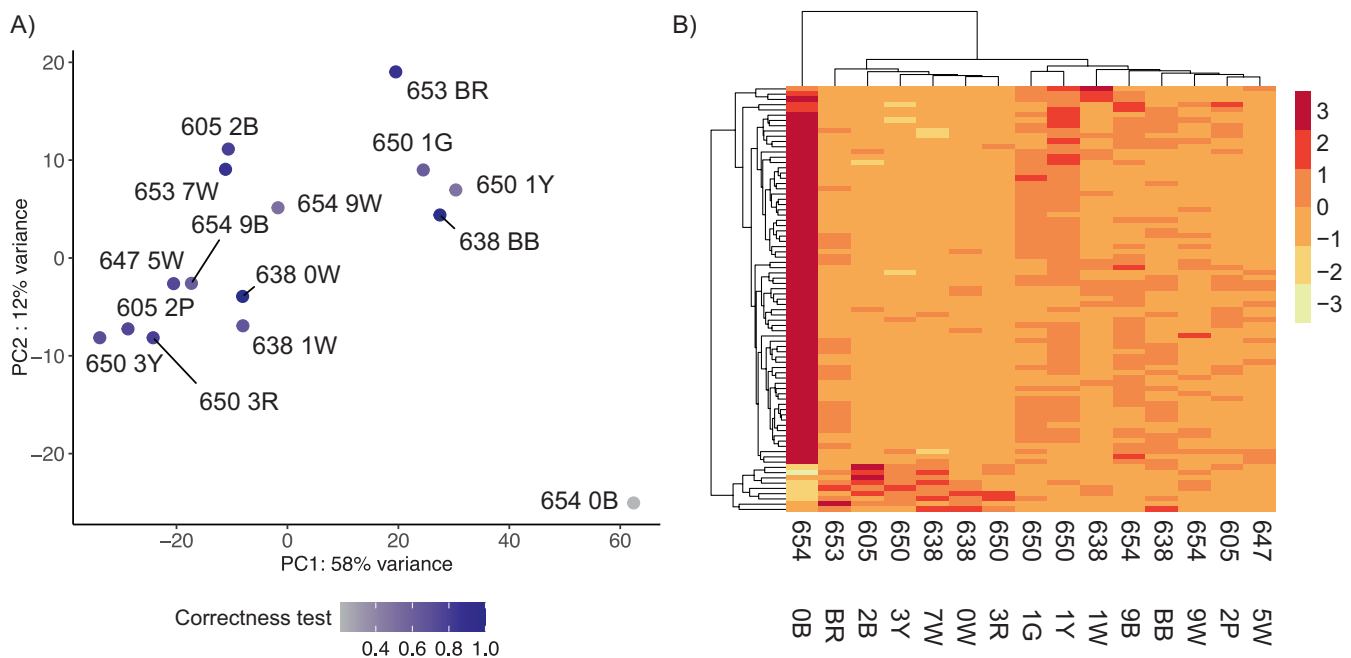 A)
B)
20
10
0
−10
−20
PC2 : 12% variance
653 BR
605 2B
650 1G
653 7W
650 1Y
654 9W
654 9B
638 BB
647 5W
638 0W
605 2P
638 1W
650 3Y
650 3R
654 0B
−20 0 20 40 60
PC1: 58% variance
Correctness test
0.4 0.6 0.8 1.0
3
2
1
0
−1
−2
−3
654 0B
653 BR
605 2B
650 3Y
638 7W
638 0W
650 3R
650 1G
650 1Y
638 1W
654 9B
638 BB
654 9W
605 2P
647 5W